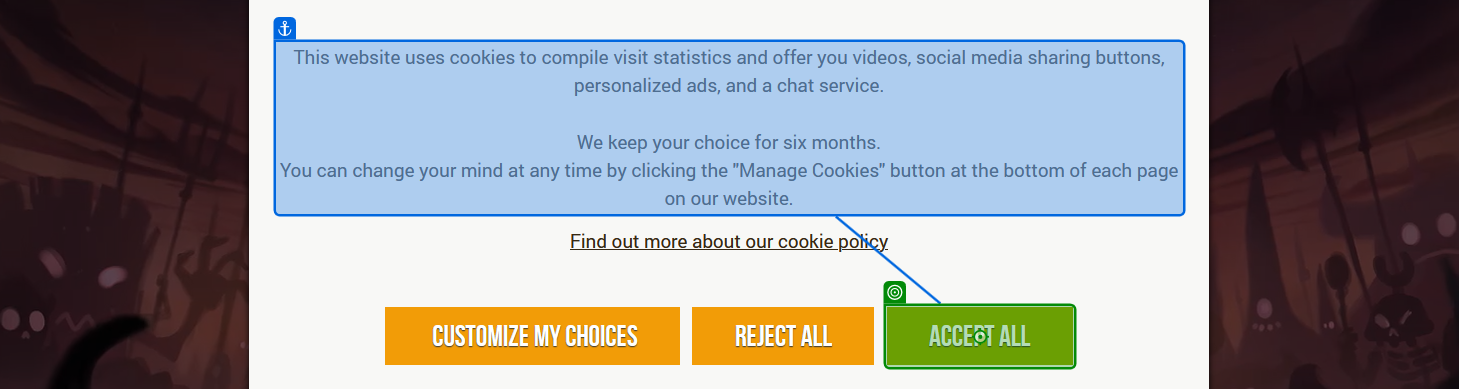 This website uses cookies to compile visit statistics and offer you videos, social media sharing buttons,
personalized ads, and a chat service.
We keep your choice for six months.
You can change your mind at any time by clicking the "Manage Cookies" button at the bottom of each page
on our website.
Find out more about our cookie policy
CUSTOMIZE MY CHOICES
REJECT ALL
ACCEPT ALL